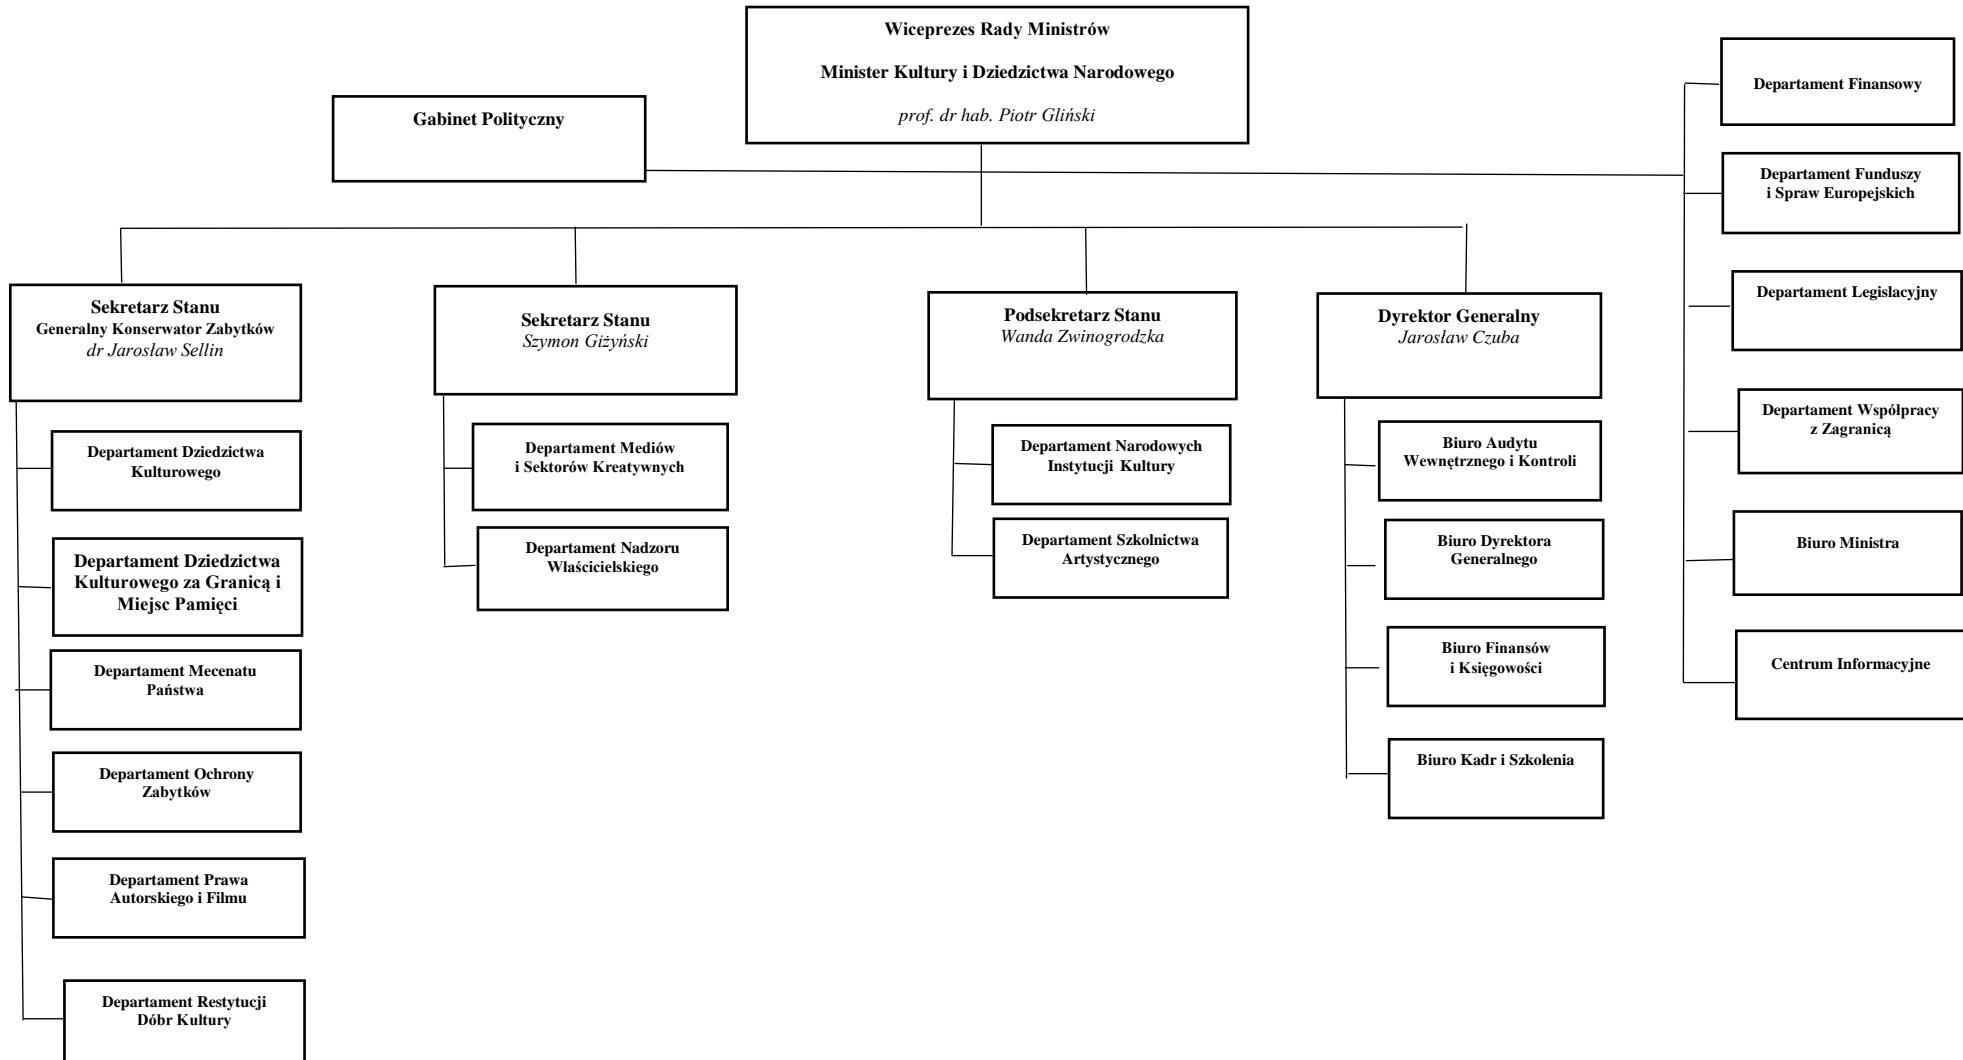 Wiceprezes Rady Ministrów
Minister Kultury i Dziedzictwa Narodowego
prof. dr hab. Piotr Gliński
Gabinet Polityczny
Sekretarz Stanu
Generalny Konserwator Zabytków
dr Jarosław Sellin
Departament Dziedzictwa
Kulturowego
Departament Dziedzictwa
Kulturowego za Granicą i
Miejsc Pamięci
Departament Mecenatu
Państwa
Departament Ochrony
Zabytków
Departament Prawa
Autorskiego i Filmu
Departament Restytucji
Dóbr Kultury
Sekretarz Stanu
Szymon Giżyński
Departament Mediów
i Sektorów Kreatywnych
Departament Nadzoru
Właścicielskiego
Podsekretarz Stanu
Wanda Zwinogrodzka
Departament Narodowych
Instytucji Kultury
Departament Szkolnictwa
Artystycznego
Dyrektor Generalny
Jarosław Czuba
Biuro Audytu
Wewnętrznego i Kontroli
Biuro Dyrektora
Generalnego
Biuro Finansów
i Księgowości
Biuro Kadr i Szkolenia
Departament Finansowy
Departament Funduszy
i Spraw Europejskich
Departament Legislacyjny
Departament Współpracy
z Zagranicą
Biuro Ministra
Centrum Informacyjne